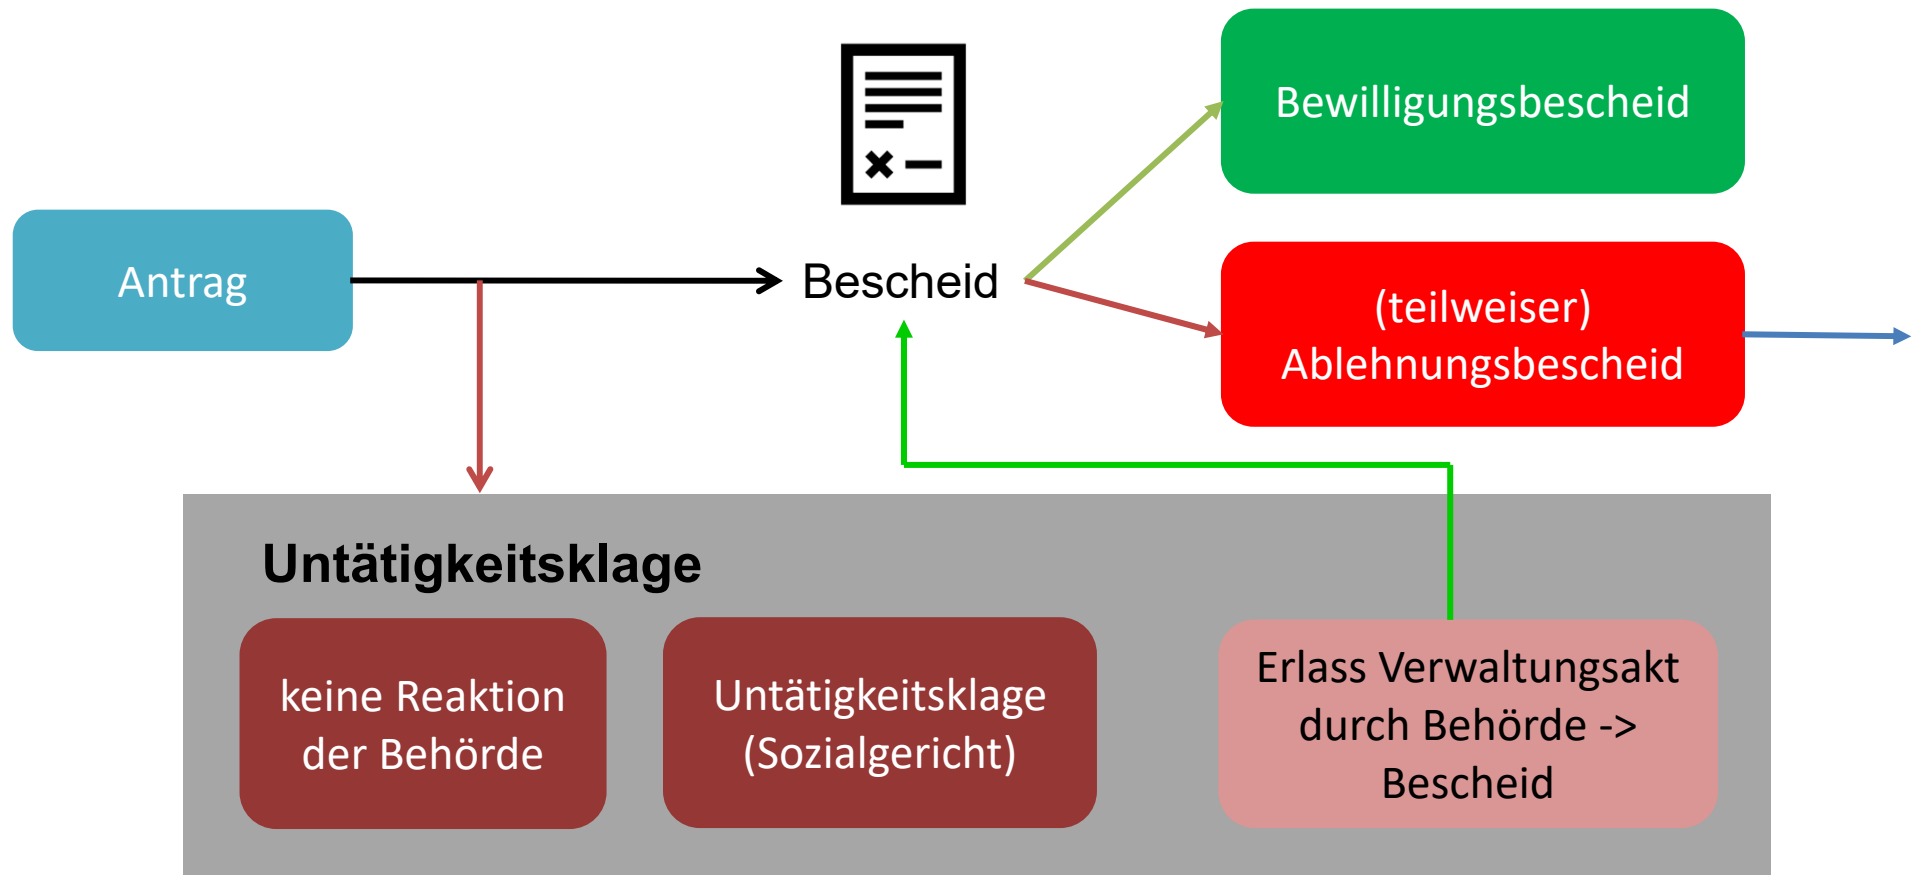 Bewilligungsbescheid
Antrag
Bescheid
(teilweiser)
Ablehnungsbescheid
Untätigkeitsklage
keine Reaktion
der Behörde
Untätigkeitsklage
(Sozialgericht)
Erlass Verwaltungsakt
durch Behörde ->
Bescheid